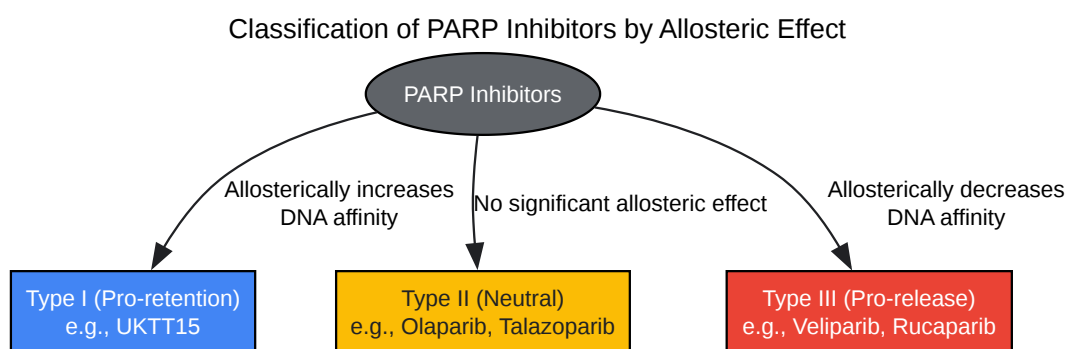 Classification of PARP Inhibitors by Allosteric Effect
PARP Inhibitors
Allosterically increases
DNA affinity
No significant allosteric effect
Allosterically decreases
DNA affinity
Type I (Pro-retention)
e.g., UKTT15
Type II (Neutral)
e.g., Olaparib, Talazoparib
Type III (Pro-release)
e.g., Veliparib, Rucaparib